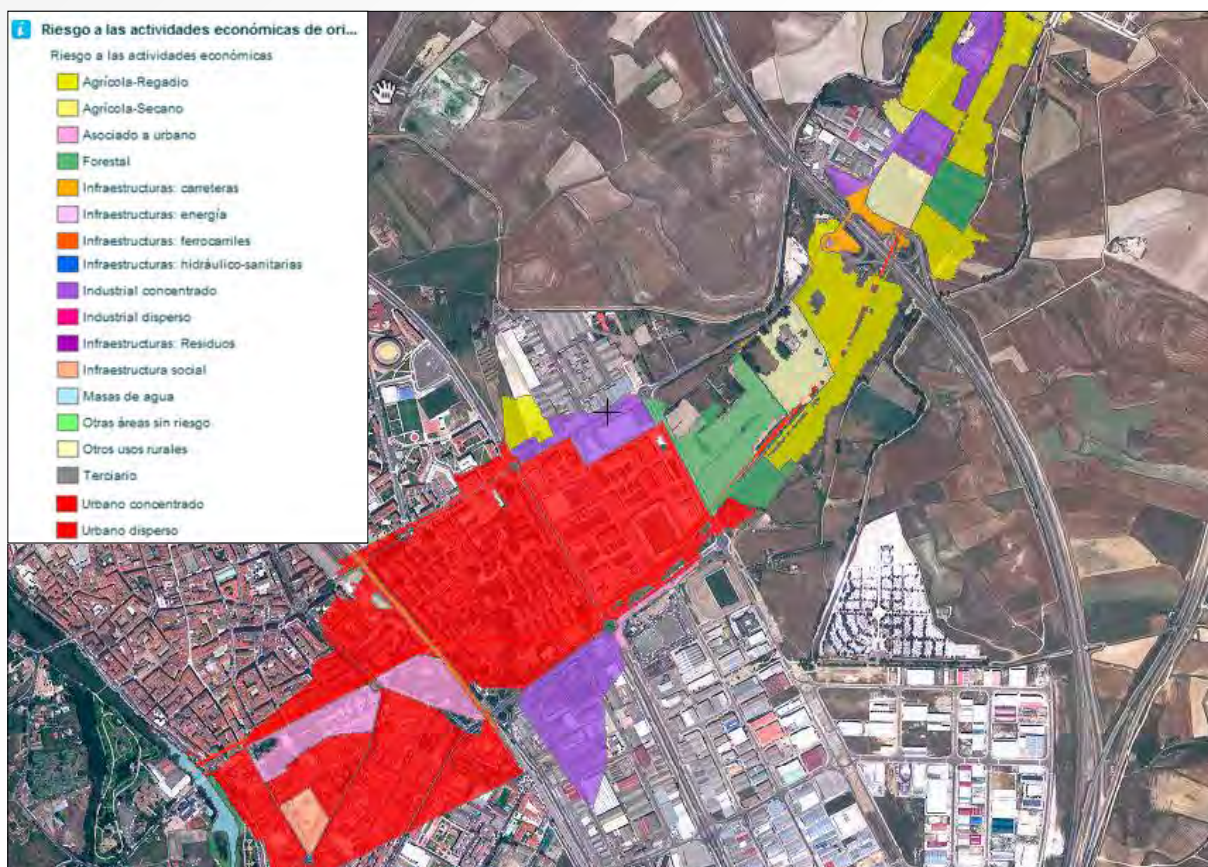 Riesgo a las actividades económicas de ori...
Riesgo a las actividades económicas
Agrícola-Regadio
Agrícola-Secano
Asociado a urbano
Forestal
Infraestructuras: carreteras
Infraestructuras: energía
Infraestructuras: ferrocarriles
Infraestructuras: hidráulico-sanitarias
Industrial concentrado
Industrial disperso
Infraestructuras: Residuos
Infraestructura social
Masas de agua
Otras áreas sin riesgo
Otros usos rurales
Terciario
Urbano concentrado
Urbano disperso